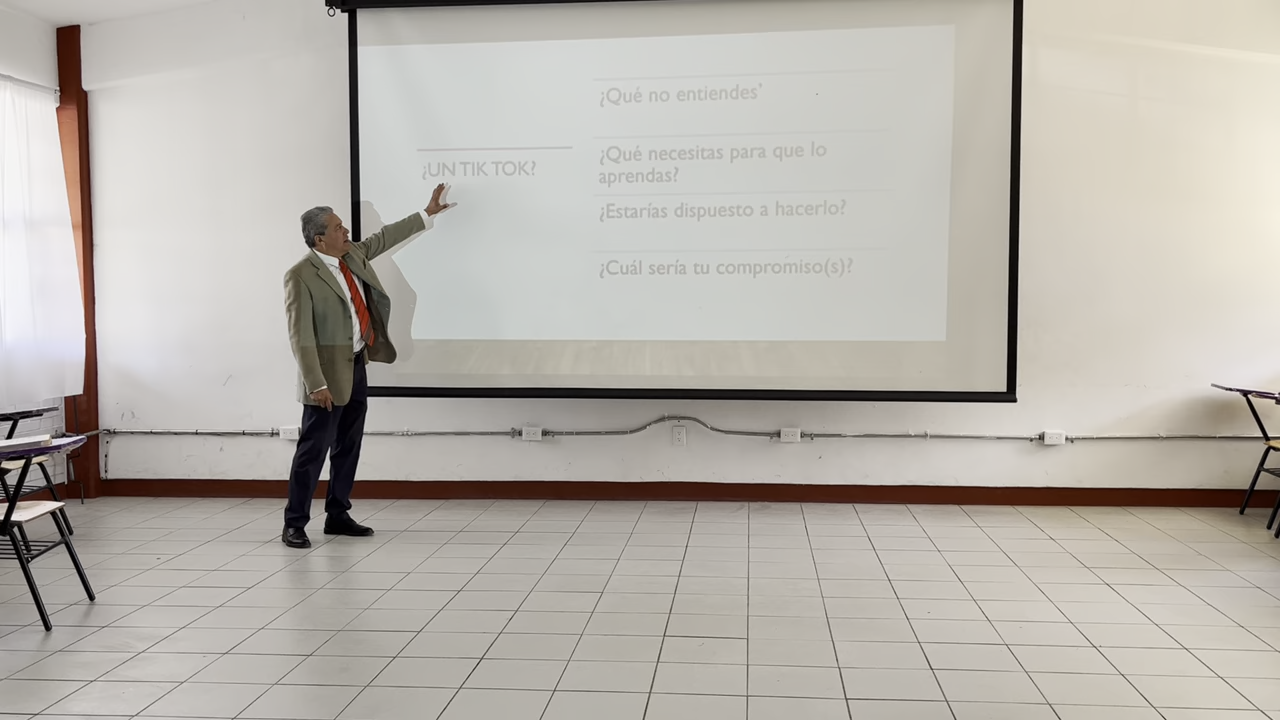 ¿UN TIK TOK?
¿Qué no entiendes'
¿Qué necesitas para que lo
aprendas?
¿Estarías dispuesto a hacerlo?
¿Cuál sería tu compromiso(s)?